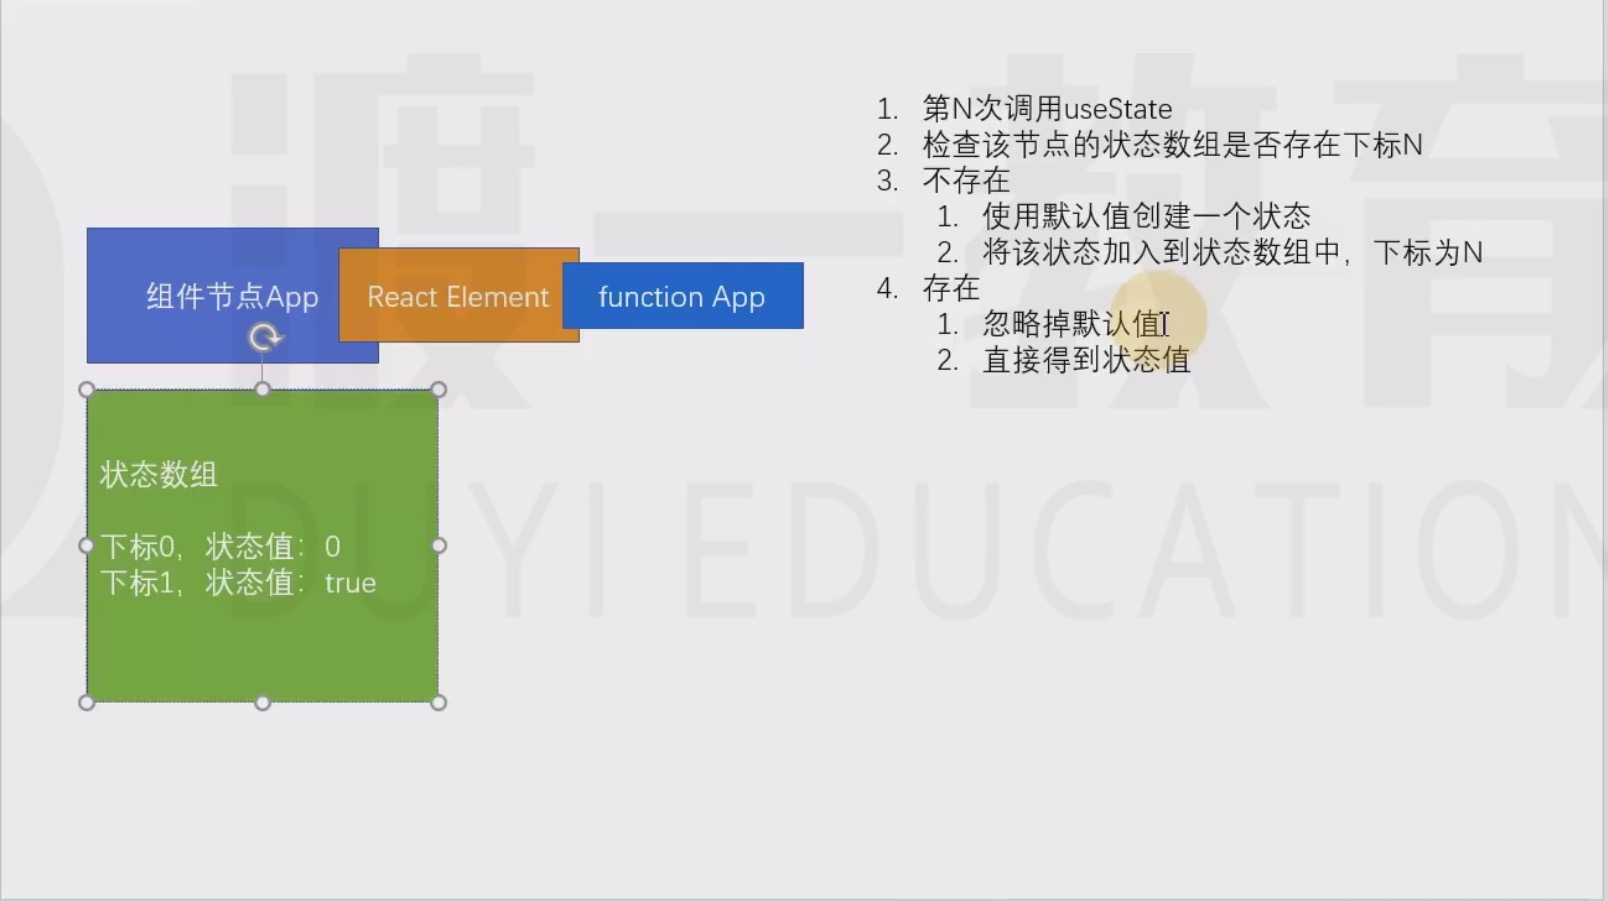 1. 第N次调用useState
2. 检查该节点的状态数组是否存在下标N
3. 不存在
1. 使用默认值创建一个状态
2. 将该状态加入到状态数组中，下标为N
4. 存在
1. 忽略掉默认值
2. 直接得到状态值
组件节点App
React Element
function App
状态数组
下标0，状态值：0
下标1，状态值：true
渡一教育
DUYI EDUCATION